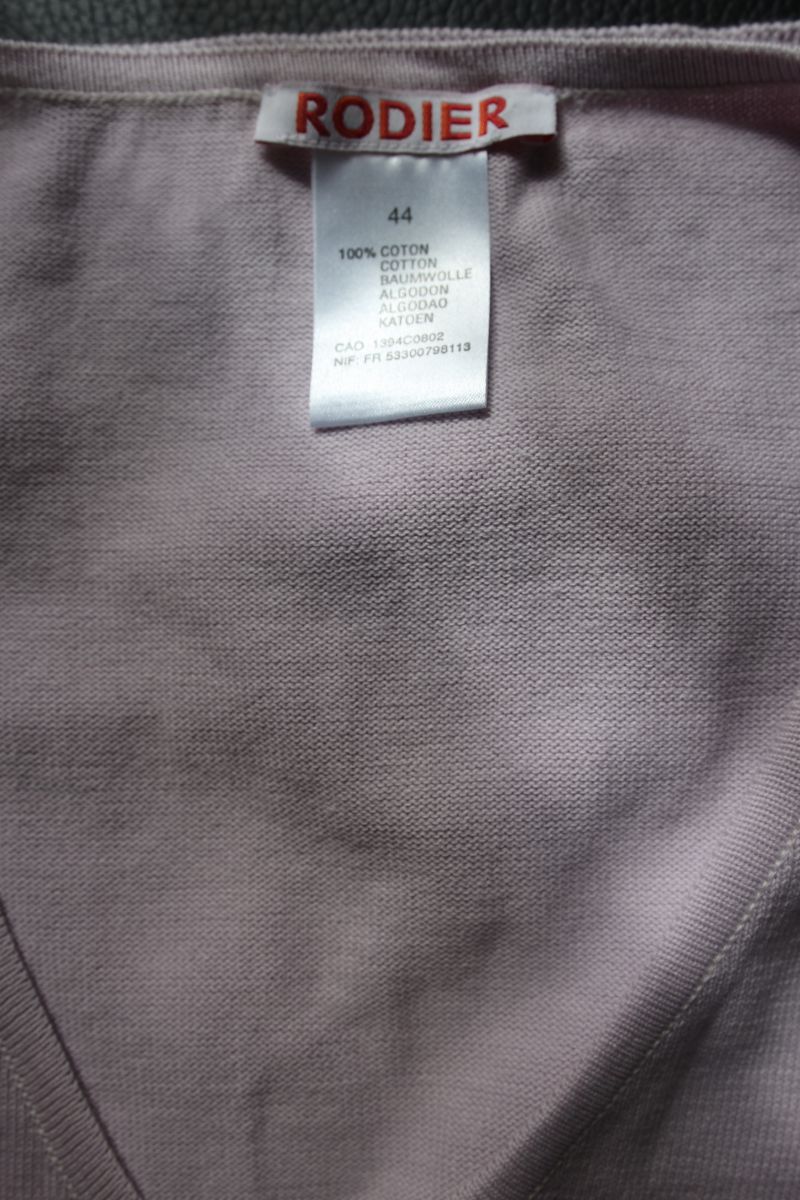 RODIER
44
100% COTON
COTTON
BAUMWOLLE
ALGODON
ALGODAO
KATOEN
CAO 1394C0802
NIF: FR 53300798113